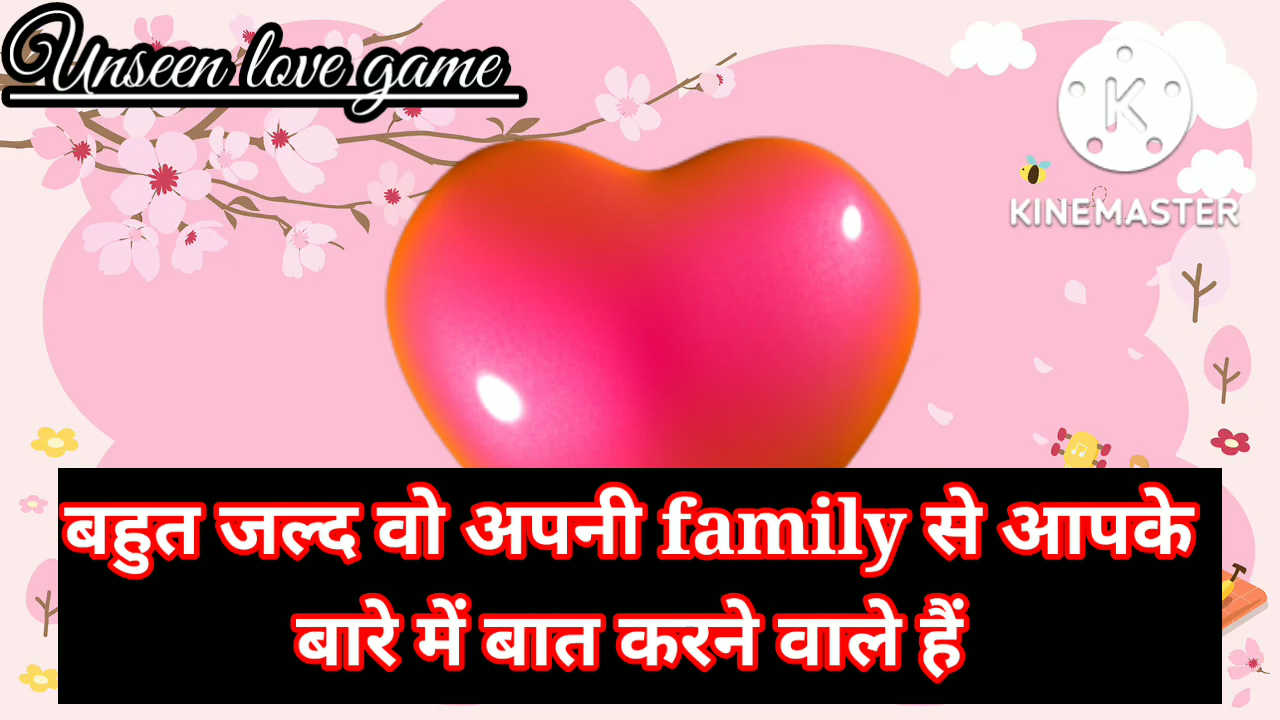 Unseen love game
K
KINEMASTER
बहुत जल्द वो अपनी family से आपके
बारे में बात करने वाले हैं